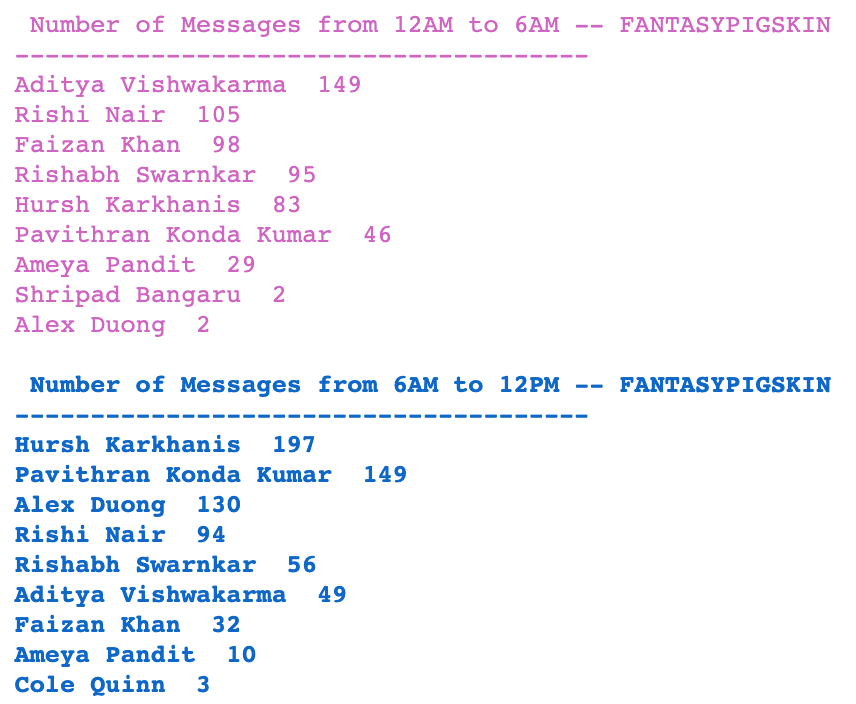 Number of Messages from 12AM to 6AM -- FANTASYPIGSKIN
--------------------------------------
Aditya Vishwakarma  149
Rishi Nair  105
Faizan Khan  98
Rishabh Swarnkar  95
Hursh Karkhanis  83
Pavithran Konda Kumar  46
Ameya Pandit  29
Shripad Bangaru  2
Alex Duong  2
Number of Messages from 6AM to 12PM -- FANTASYPIGSKIN
--------------------------------------
Hursh Karkhanis  197
Pavithran Konda Kumar  149
Alex Duong  130
Rishi Nair  94
Rishabh Swarnkar  56
Aditya Vishwakarma  49
Faizan Khan  32
Ameya Pandit  10
Cole Quinn  3